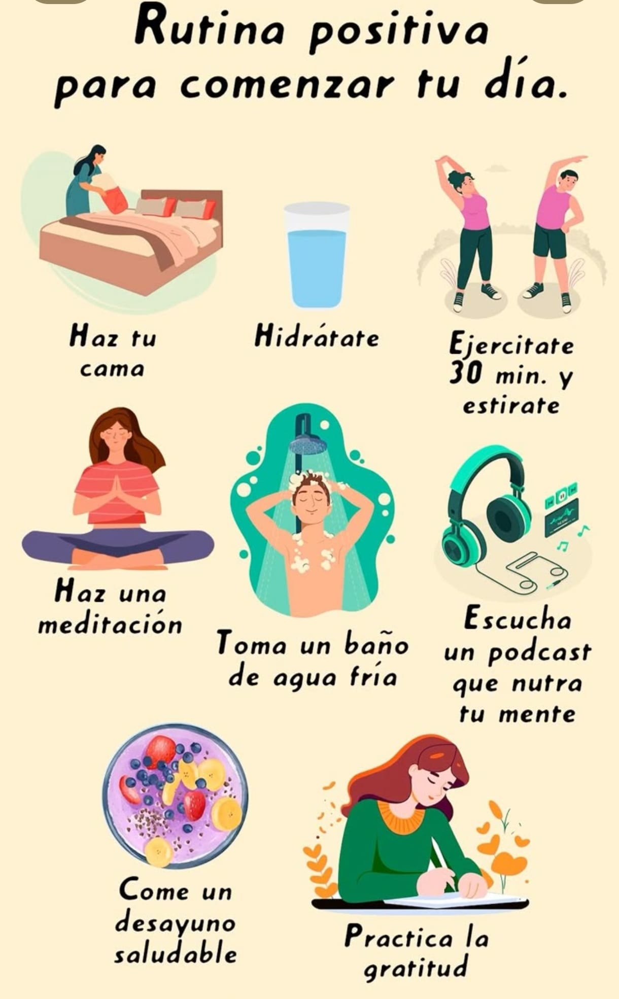 Rutina positiva
para comenzar tu día.
Haz tu
cama
Hidrátate
Ejercitate
30 min. y
estirate
Haz una
meditación
Toma un baño
de agua fría
Escucha
un podcast
que nutra
tu mente
Come un
desayuno
saludable
Practica la
gratitud